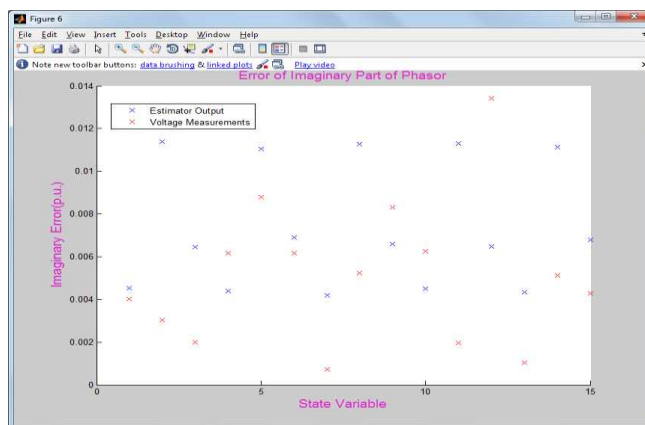 Figure 6
File Edit View Insert Tools Desktop Window Help
Note new toolbar buttons: data brushing & linked plots Play video
Error of Imaginary Part of Phasor
Estimator Output
Voltage Measurements
0.014
0.012
0.01
0.008
0.006
0.004
0.002
0
Imaginary Error(p.u.)
0 5 10 15
State Variable